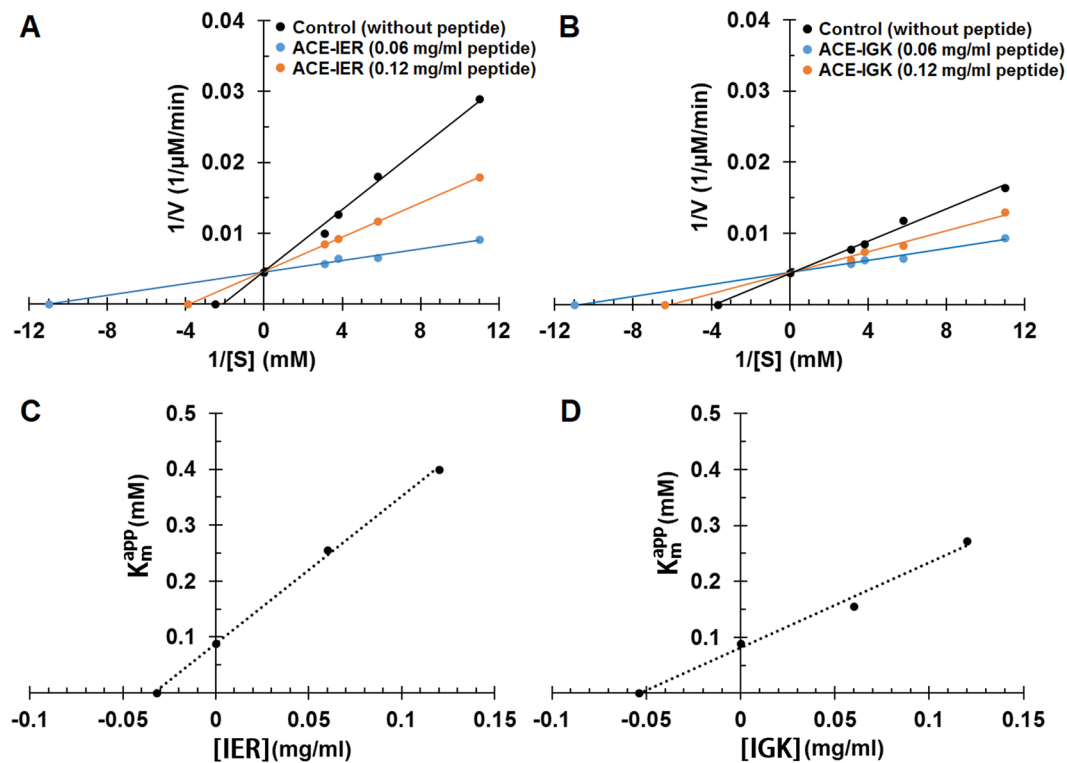 A
Control (without peptide)
ACE-IER (0.06 mg/ml peptide)
ACE-IER (0.12 mg/ml peptide)
1/V (1/µM/min)
0.04
0.03
0.02
0.01
0
-12 -8 -4 0 4 8 12
1/[S] (mM)
B
Control (without peptide)
ACE-IGK (0.06 mg/ml peptide)
ACE-IGK (0.12 mg/ml peptide)
1/V (1/µM/min)
0.04
0.03
0.02
0.01
0
-12 -8 -4 0 4 8 12
1/[S] (mM)
C
K_m^app (mM)
0.5
0.4
0.3
0.2
0.1
-0.1 -0.05 0 0.05 0.1 0.15
[IER] (mg/ml)
D
K_m^app (mM)
0.5
0.4
0.3
0.2
0.1
-0.1 -0.05 0 0.05 0.1 0.15
[IGK] (mg/ml)